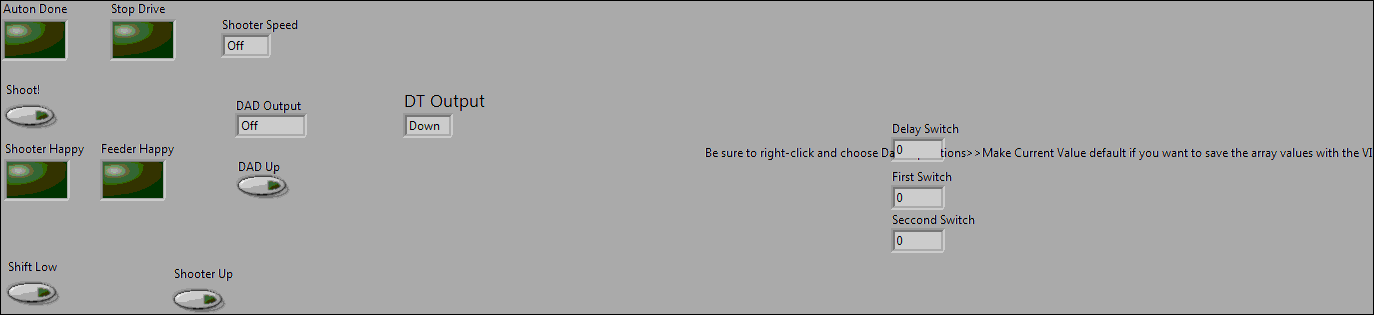 Auton Done
Stop Drive
Shooter Speed
Off
Shoot!
DAD Output
Off
DT Output
Down
Delay Switch
0
Be sure to right-click and choose Da tions>>Make Current Value default if you want to save the array values with the VI
Shooter Happy
Feeder Happy
DAD Up
First Switch
0
Seccond Switch
0
Shift Low
Shooter Up